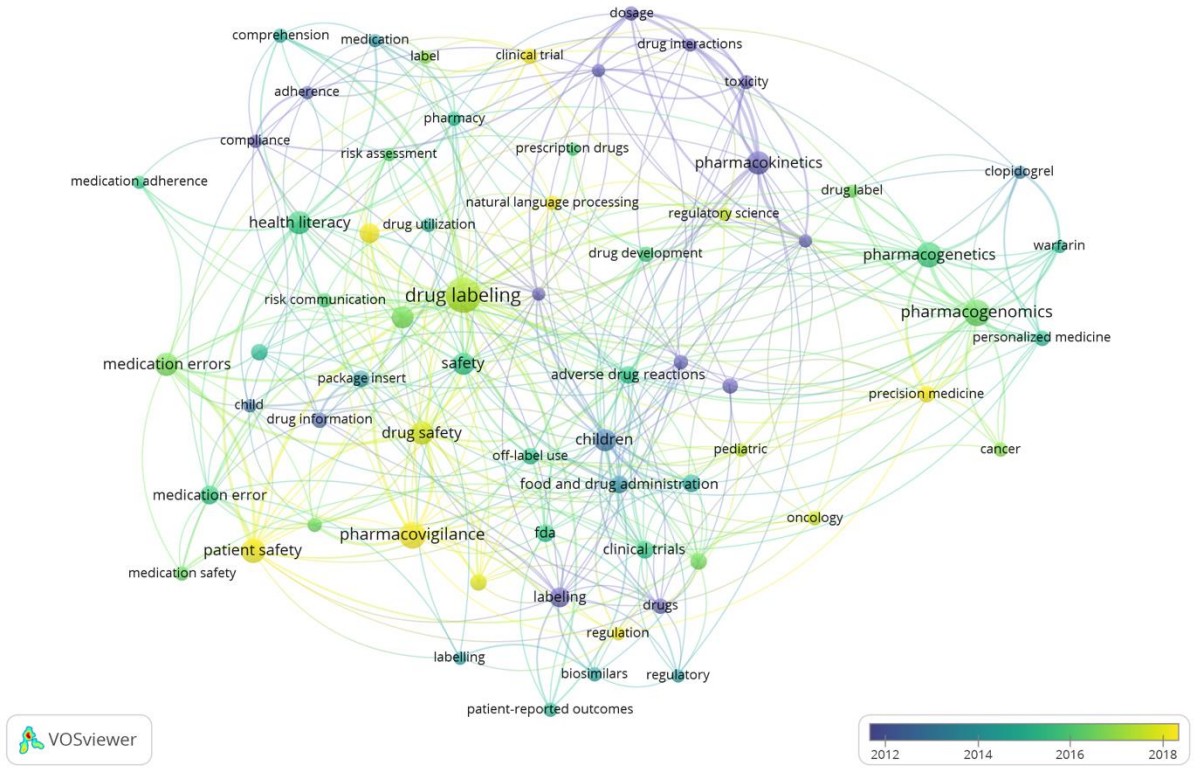 dosage
comprehension
medication
drug interactions
label
clinical trial
toxicity
adherence
pharmacy
compliance
risk assessment
prescription drugs
pharmacokinetics
clopidogrel
medication adherence
drug label
natural language processing
regulatory science
health literacy
drug utilization
warfarin
drug development
pharmacogenetics
drug labeling
risk communication
pharmacogenomics
personalized medicine
medication errors
safety
adverse drug reactions
package insert
precision medicine
child
drug information
drug safety
children
pediatric
cancer
off-label use
food and drug administration
medication error
oncology
pharmacovigilance
fda
patient safety
clinical trials
medication safety
labeling
drugs
regulation
labelling
biosimilars
regulatory
patient-reported outcomes
VOSviewer
2012
2014
2016
2018